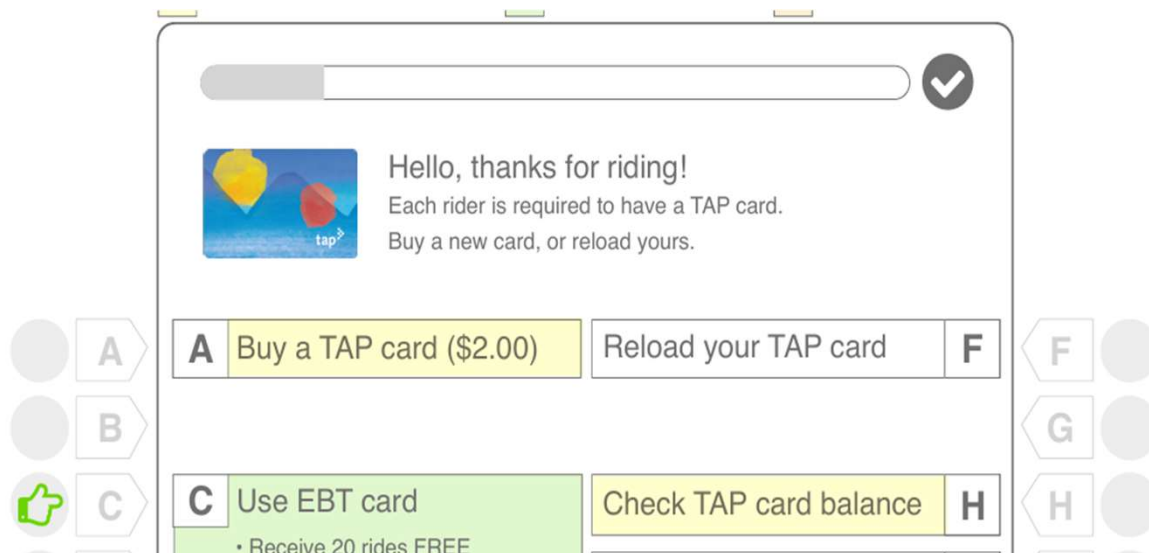 Hello, thanks for riding!
Each rider is required to have a TAP card.
Buy a new card, or reload yours.
tap
A
A Buy a TAP card ($2.00)
Reload your TAP card F
F
B
G
C
C Use EBT card
Check TAP card balance H
H
• Receive 20 rides FREE